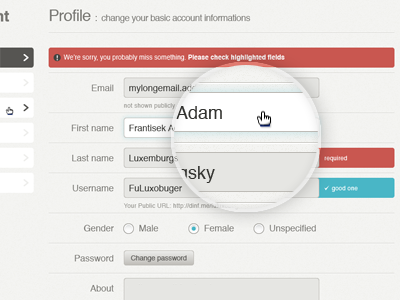 nt
Profile : change your basic account informations
We're sorry, you probably miss something. Please check highlighted fields
Email mylongemail.ad
not shown publicly
Adam
First name Frantisek A
Last name Luxemburgs required
nsky
Username FuLuxobuger ✓ good one
Your Public URL: http://dinf.me
Gender Male Female Unspecified
Password Change password
About